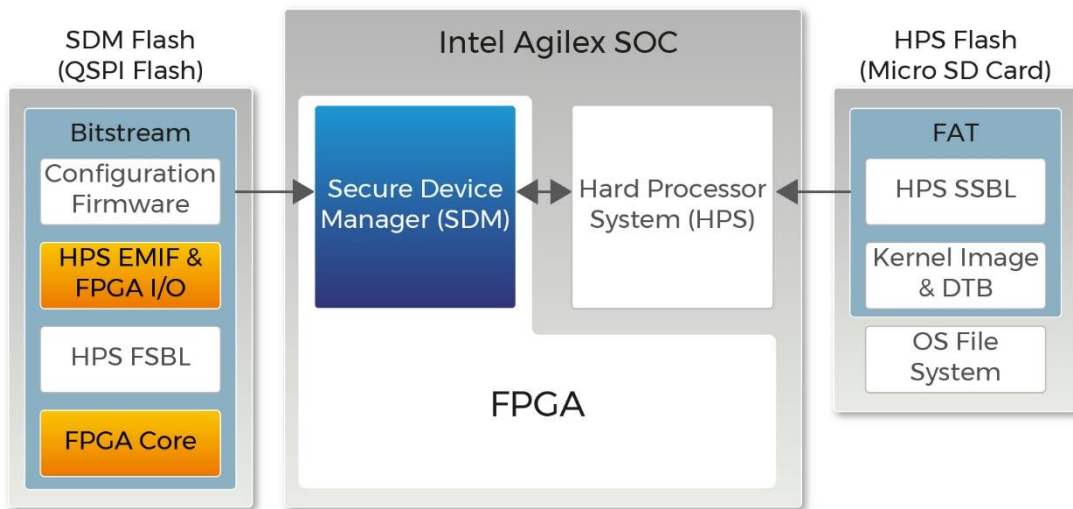 SDM Flash
(QSPI Flash)
Bitstream
Configuration
Firmware
HPS EMIF &
FPGA I/O
HPS FSBL
FPGA Core
Intel Agilex SOC
Secure Device
Manager (SDM)
Hard Processor
System (HPS)
FPGA
HPS Flash
(Micro SD Card)
FAT
HPS SSBL
Kernel Image
& DTB
OS File
System